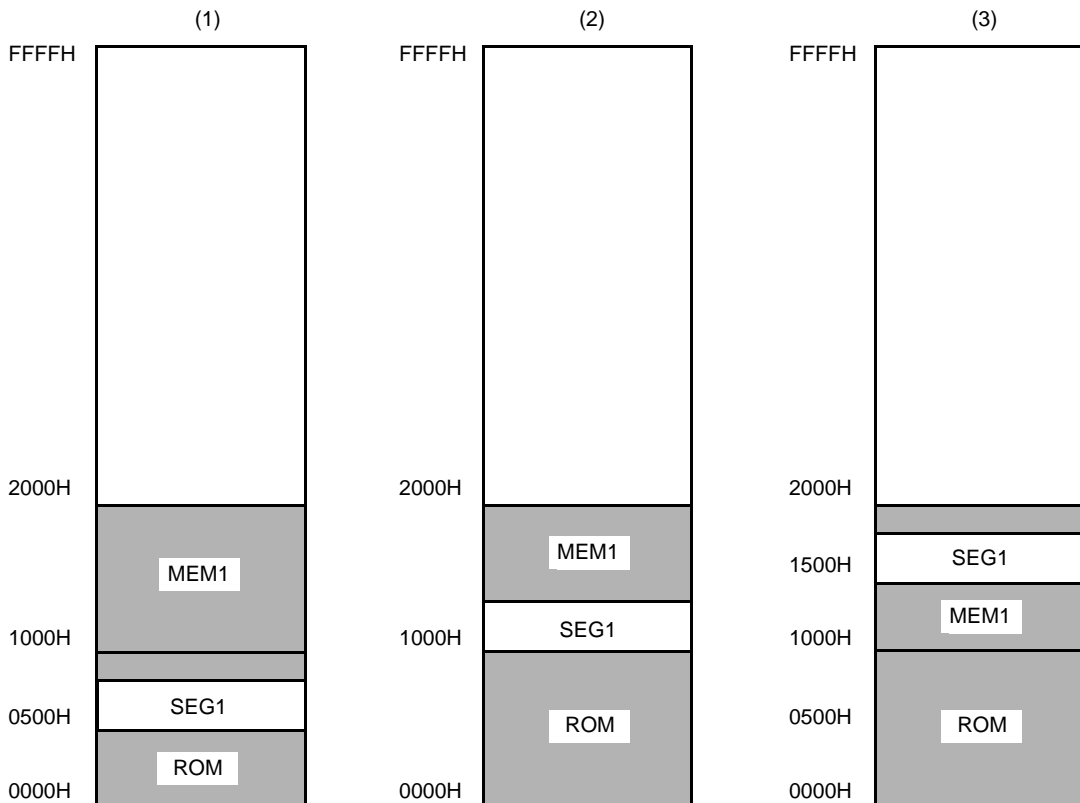 (1)
FFFFH
2000H
MEM1
1000H
SEG1
0500H
ROM
0000H
(2)
FFFFH
2000H
MEM1
1000H
SEG1
ROM
0000H
(3)
FFFFH
2000H
SEG1
1500H
MEM1
1000H
0500H
ROM
0000H